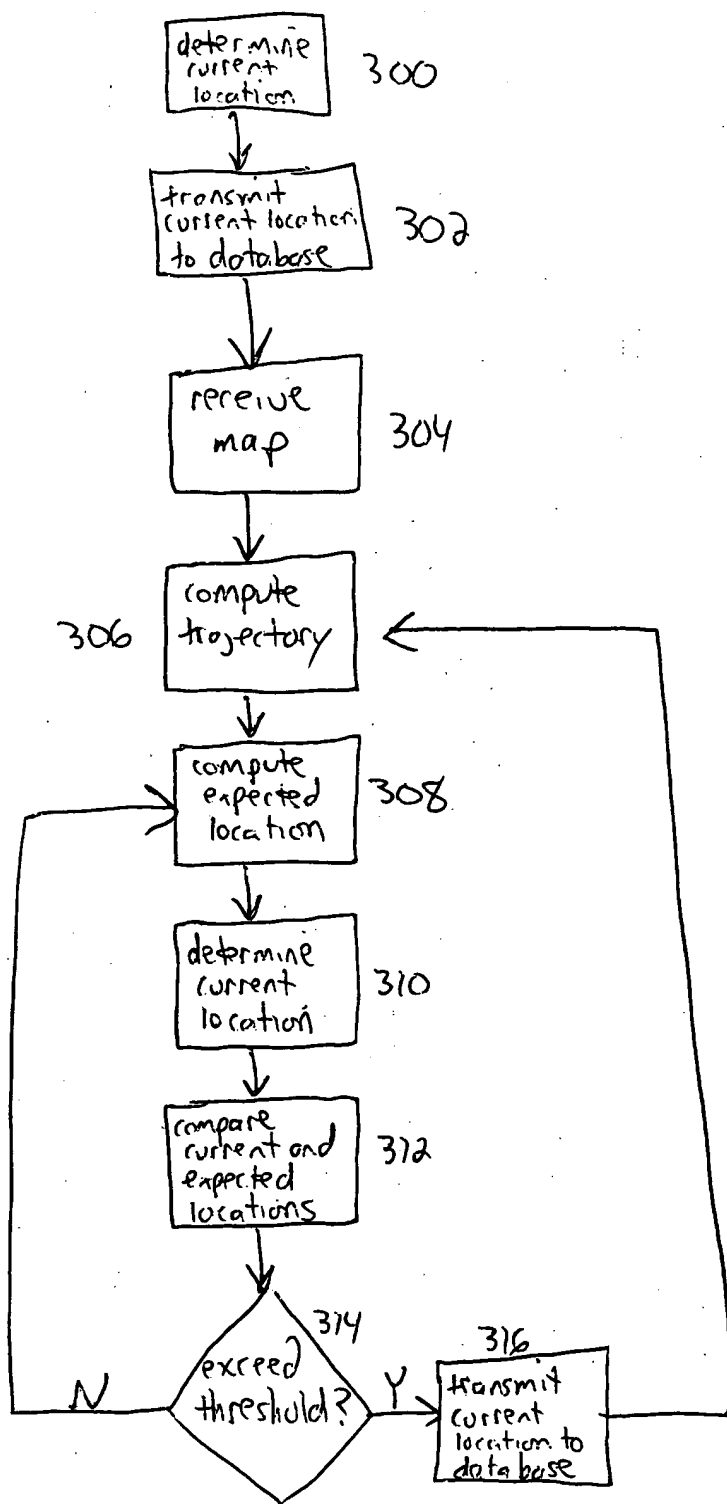 determine
current
location
300
transmit
current location
to database
302
receive
map
304
compute
trajectory
306
compute
expected
location
308
determine
current
location
310
compare
current and
expected
locations
312
exceed
threshold?
314
N
Y
316
transmit
current
location to
database